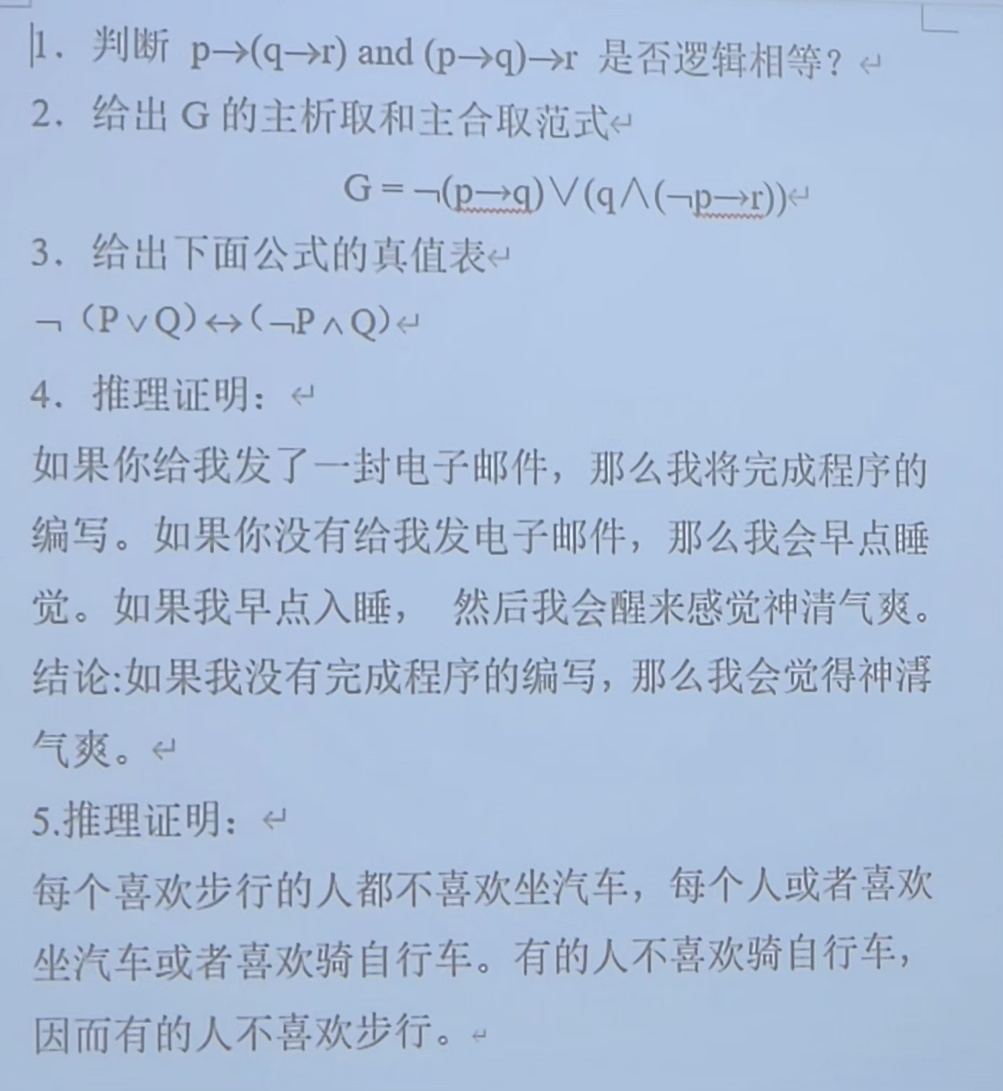 1. 判断 p→(q→r) and (p→q)→r 是否逻辑相等?↵
2. 给出 G 的主析取和主合取范式↵
G = ¬(p→q)∨(q∧(¬p→r))↵
3. 给出下面公式的真值表↵
¬（P∨Q）↔（¬P∧Q）↵
4. 推理证明：↵
如果你给我发了一封电子邮件，那么我将完成程序的
编写。如果你没有给我发电子邮件，那么我会早点睡
觉。如果我早点入睡， 然后我会醒来感觉神清气爽。
结论:如果我没有完成程序的编写，那么我会觉得神清
气爽。↵
5.推理证明：↵
每个喜欢步行的人都不喜欢坐汽车，每个人或者喜欢
坐汽车或者喜欢骑自行车。有的人不喜欢骑自行车，
因而有的人不喜欢步行。↵